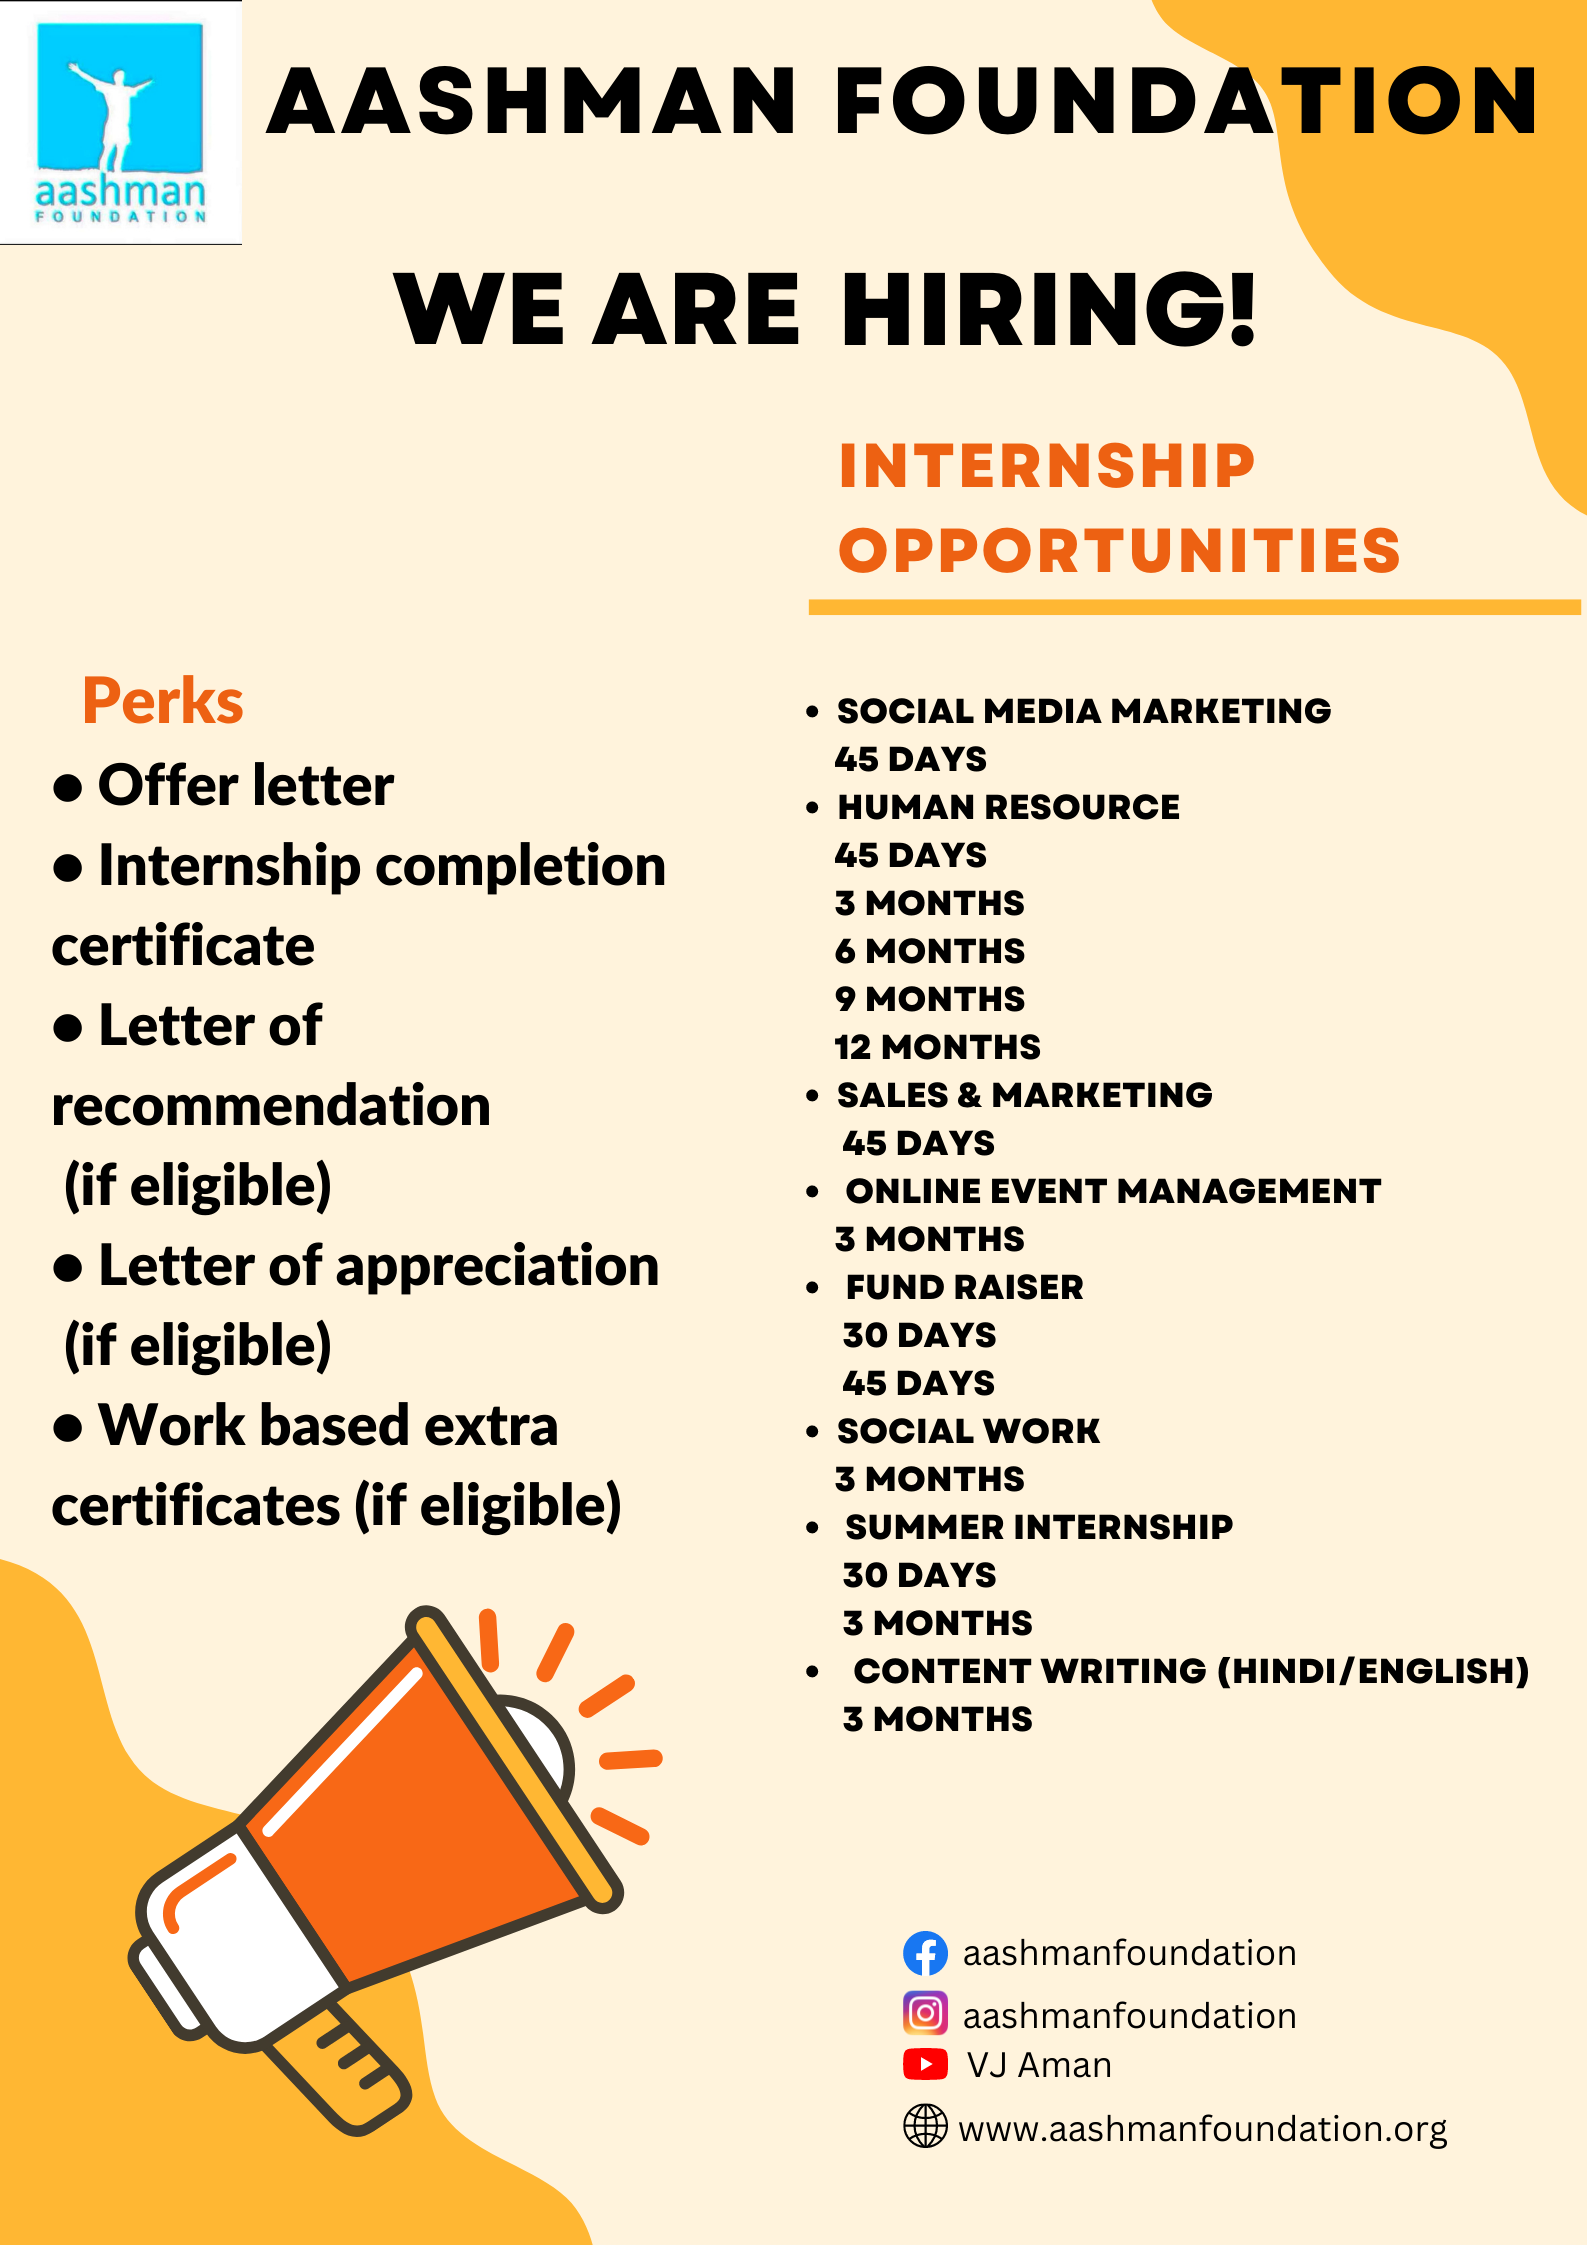 aashman
FOUNDATION
AASHMAN FOUNDATION
WE ARE HIRING!
INTERNSHIP
OPPORTUNITIES
Perks
● Offer letter
● Internship completion
certificate
● Letter of
recommendation
(if eligible)
● Letter of appreciation
(if eligible)
● Work based extra
certificates (if eligible)
• SOCIAL MEDIA MARKETING
45 DAYS
• HUMAN RESOURCE
45 DAYS
3 MONTHS
6 MONTHS
9 MONTHS
12 MONTHS
• SALES & MARKETING
45 DAYS
• ONLINE EVENT MANAGEMENT
3 MONTHS
• FUND RAISER
30 DAYS
45 DAYS
• SOCIAL WORK
3 MONTHS
• SUMMER INTERNSHIP
30 DAYS
3 MONTHS
• CONTENT WRITING (HINDI/ENGLISH)
3 MONTHS
aashmanfoundation
aashmanfoundation
VJ Aman
www.aashmanfoundation.org